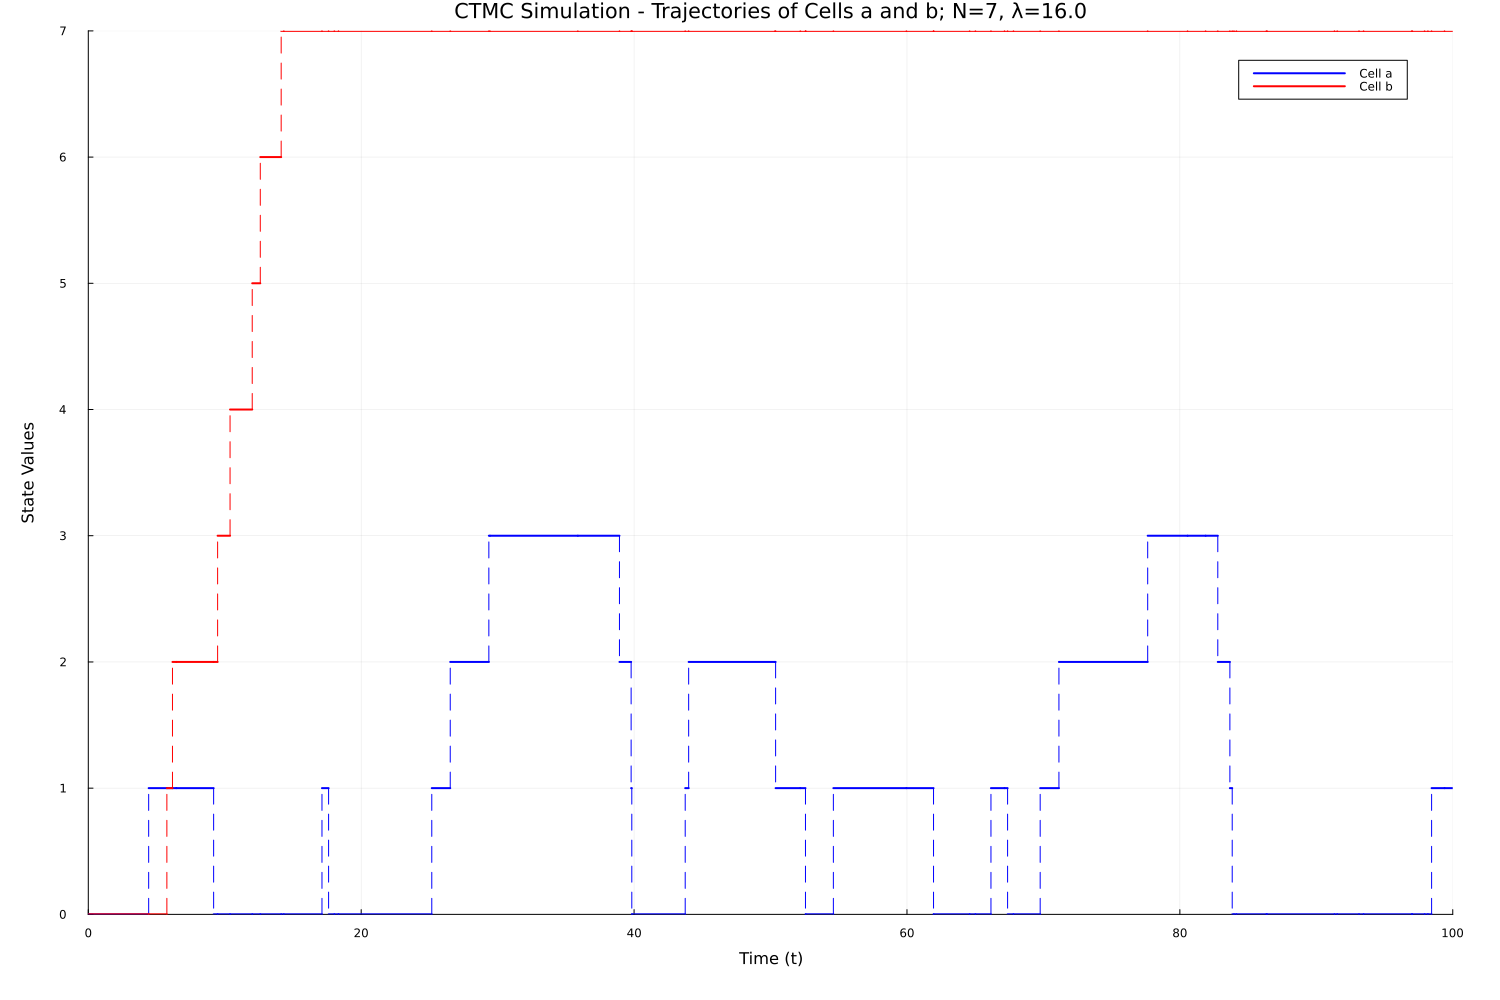 CTMC Simulation - Trajectories of Cells a and b; N=7, λ=16.0
7
Cell a
Cell b
6
5
4
State Values
3
2
1
0
0 20 40 60 80 100
Time (t)